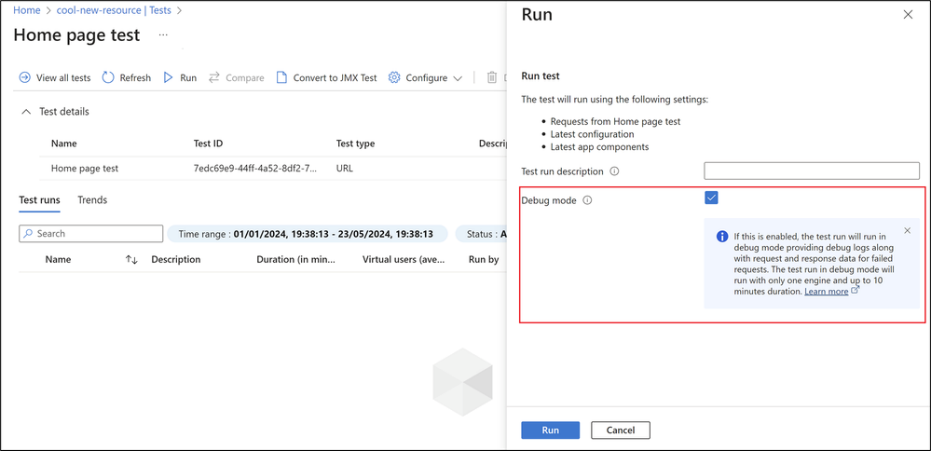 Home > cool-new-resource | Tests >
Home page test ...
View all tests Refresh Run Compare Convert to JMX Test Configure
Test details
Name Test ID Test type
Home page test 7edc69e9-44ff-4a52-8df2-7... URL
Test runs Trends
Search Time range : 01/01/2024, 19:38:13 - 23/05/2024, 19:38:13 Status :
Name Description Duration (in min... Virtual users (ave... Run by
Run
Run test
The test will run using the following settings:
• Requests from Home page test
• Latest configuration
• Latest app components
Test run description
Debug mode
If this is enabled, the test run will run in
debug mode providing debug logs along
with request and response data for failed
requests. The test run in debug mode will
run with only one engine and up to 10
minutes duration. Learn more
Run Cancel